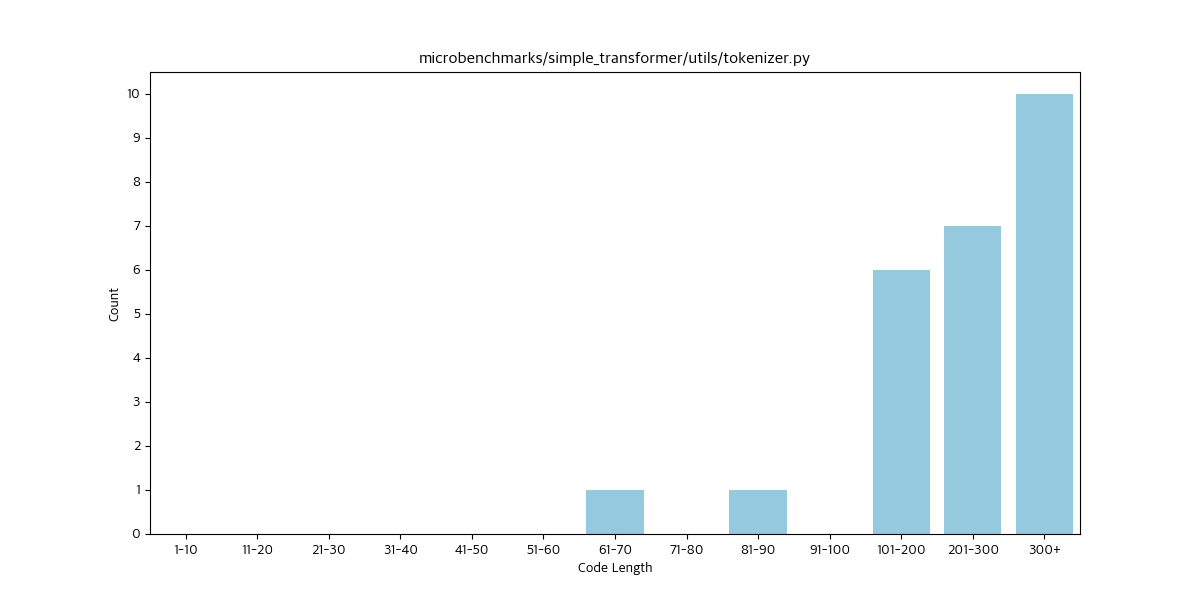 microbenchmarks/simple_transformer/utils/tokenizer.py
10
9
8
7
6
5
4
3
2
1
0
Count
1-10 11-20 21-30 31-40 41-50 51-60 61-70 71-80 81-90 91-100 101-200 201-300 300+
Code Length